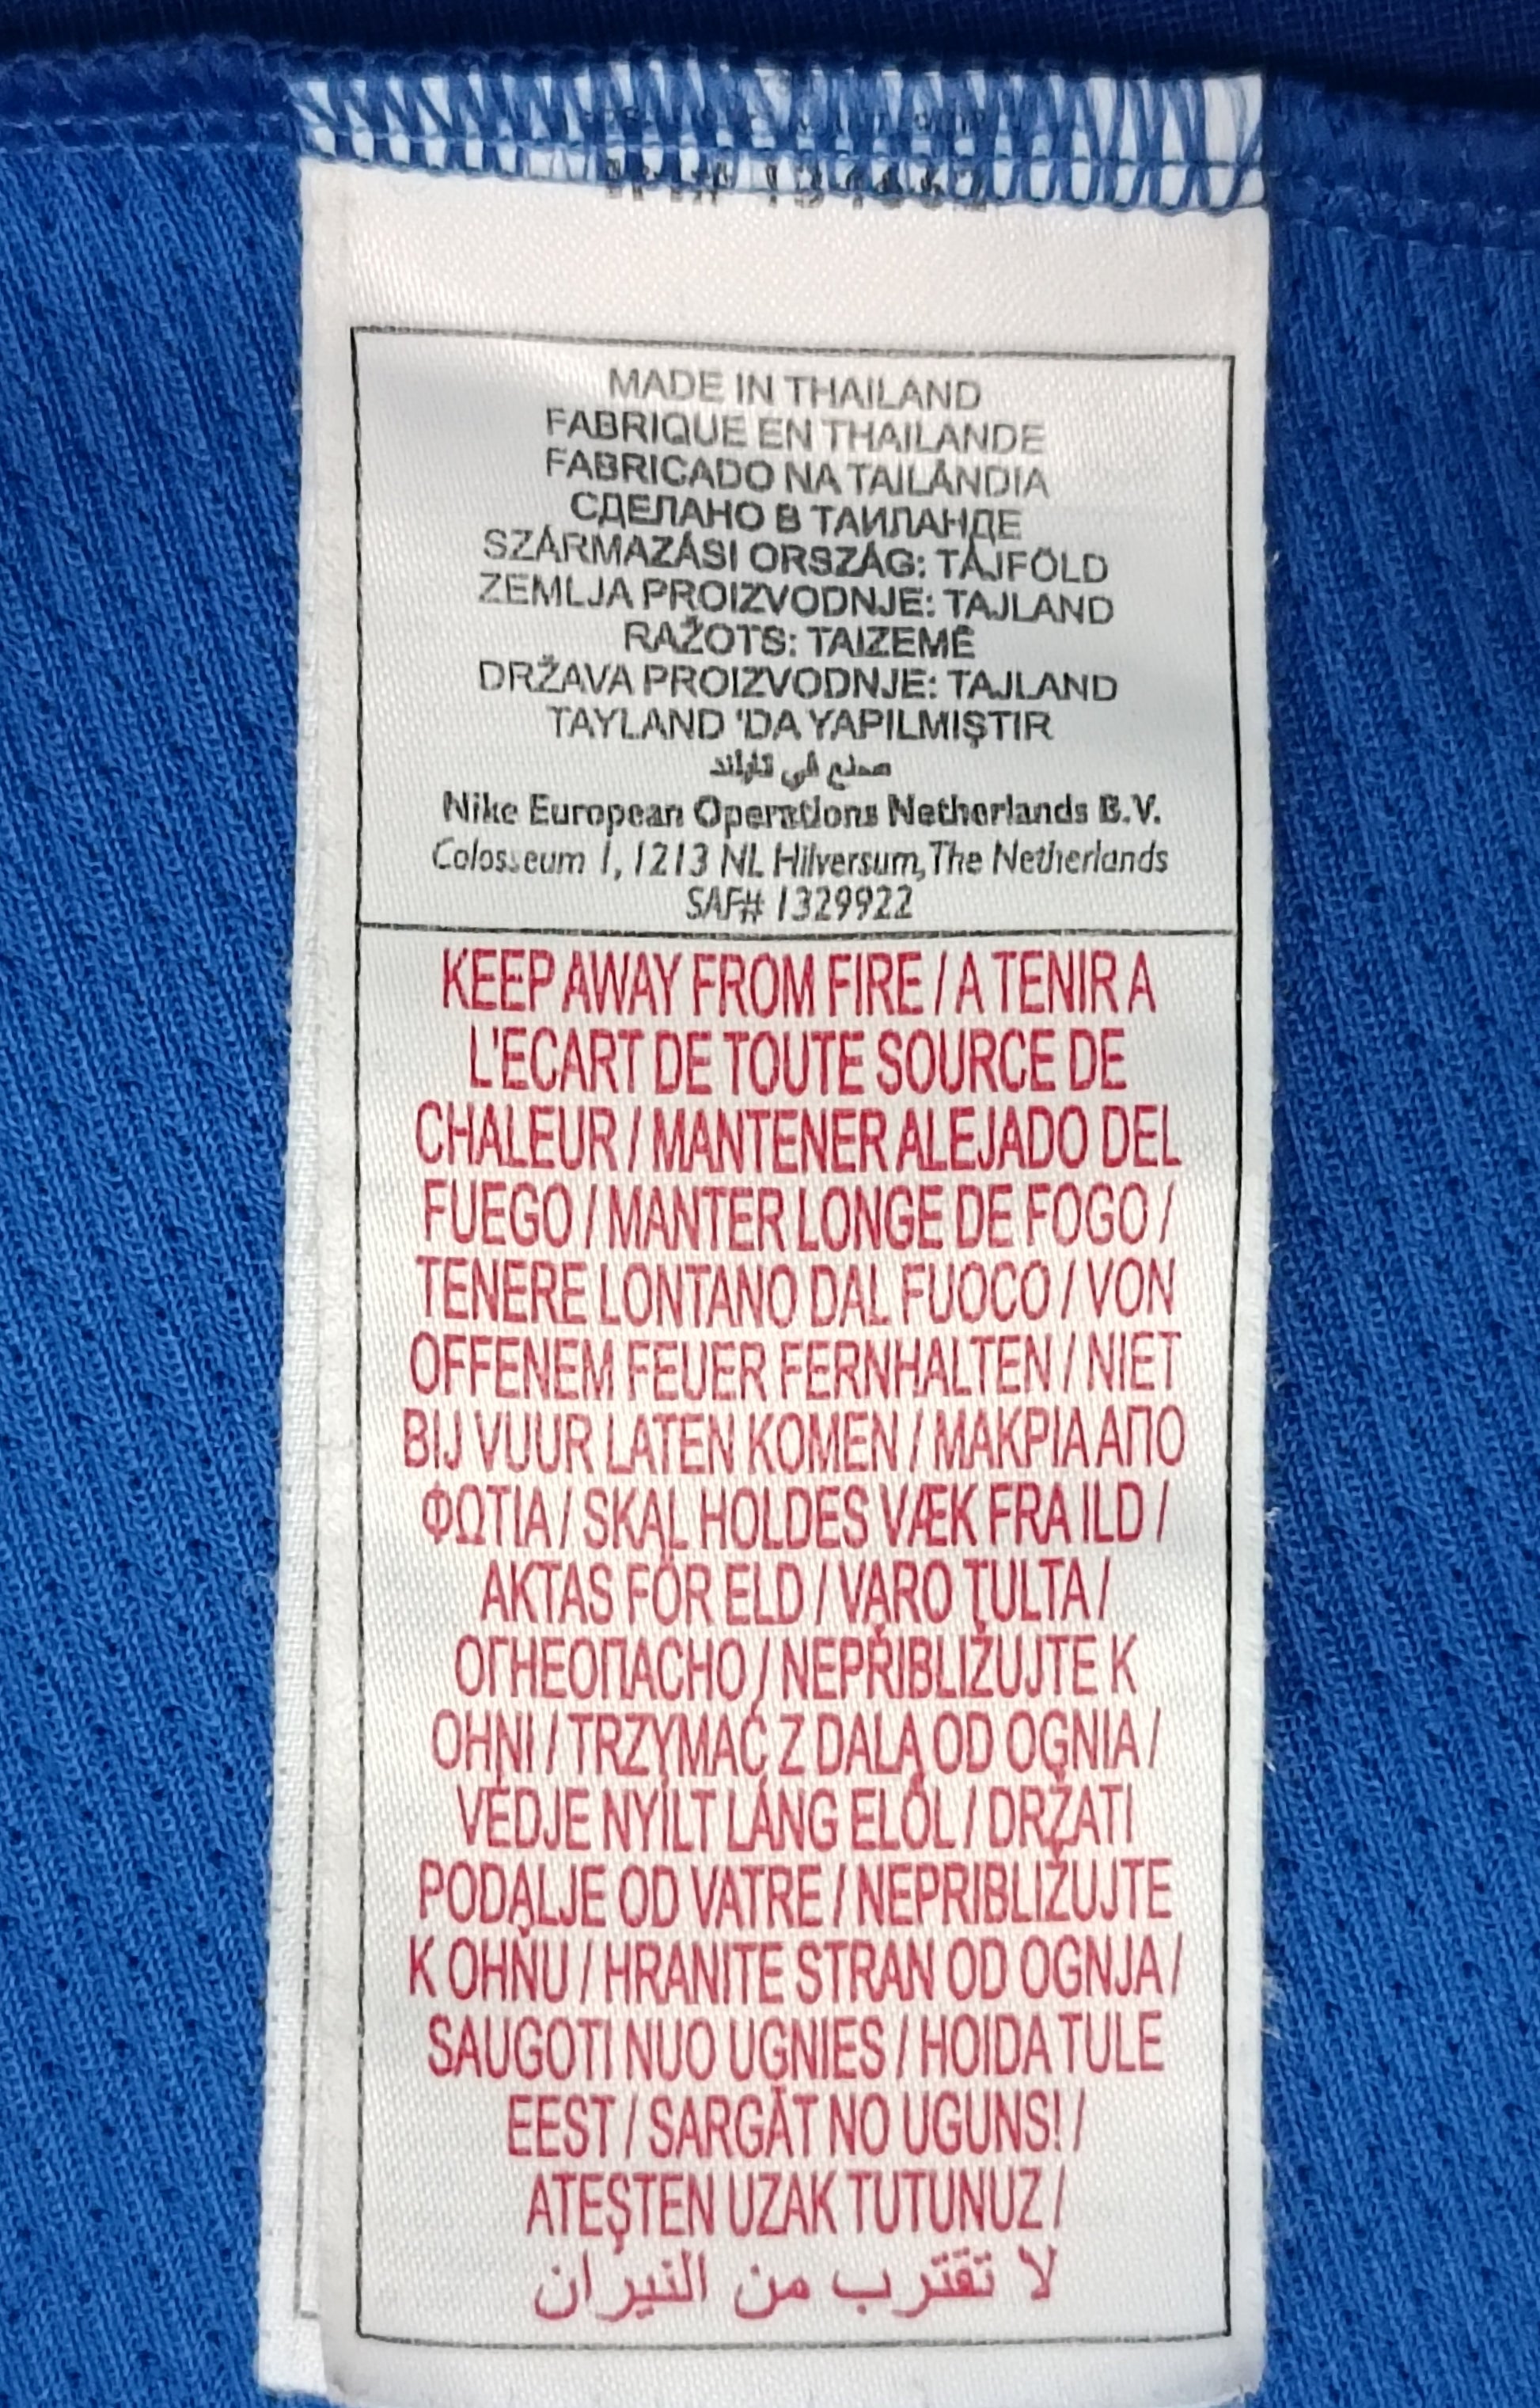 MADE IN THAILAND
FABRIQUE EN THAILANDE
FABRICADO NA TAILÂNDIA
СДЕЛАНО В ТАИЛАНДЕ
SZÁRMAZÁSI ORSZÁG: TÁJFÖLD
ZEMLJA PROIZVODNJE: TAJLAND
RAŽOTS: TAIZEMĒ
DRŽAVA PROIZVODNJE: TAJLAND
TAYLAND 'DA YAPILMIŞTIR
صنع في تايلند
Nike European Operations Netherlands B.V.
Colosseum 1, 1213 NL Hilversum, The Netherlands
SAF# 1329922
KEEP AWAY FROM FIRE / A TENIR A
L'ECART DE TOUTE SOURCE DE
CHALEUR / MANTENER ALEJADO DEL
FUEGO / MANTER LONGE DE FOGO /
TENERE LONTANO DAL FUOCO / VON
OFFENEM FEUER FERNHALTEN / NIET
BIJ VUUR LATEN KOMEN / ΜΑΚΡΙΑ ΑΠΟ
ΦΩΤΙΑ / SKAL HOLDES VÆK FRA ILD /
AKTAS FÖR ELD / VARO TULTA /
ОГНЕОПАСНО / NEPŘIBLIŽUJTE K
OHNI / TRZYMAĆ Z DALA OD OGNIA /
VÉDJE NYÍLT LÁNG ELŐL / DRŽATI
PODALJE OD VATRE / NEPRIBLIŽUJTE
K OHŇU / HRANITE STRAN OD OGNJA /
SAUGOTI NUO UGNIES / HOIDA TULE
EEST / SARGĀT NO UGUNS! /
ATEŞTEN UZAK TUTUNUZ /
لا تقترب من النيران